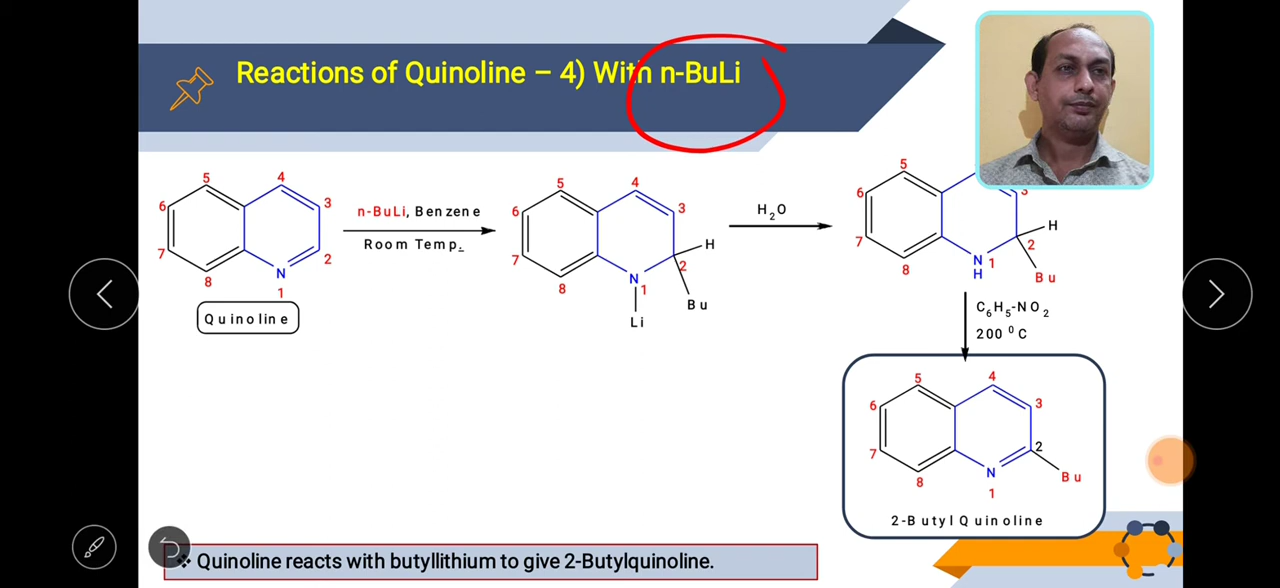 Reactions of Quinoline – 4) With n-BuLi
5 4
6 3
7 2
8 N
1
Quinoline
n-BuLi, Benzene
Room Temp.
5 4
6 3
7 H
2
8 N 1
Bu
Li
H2O
5
6 3
7 H
2
8 N 1
H
Bu
C6H5-NO2
200 0 C
5 4
6 3
7 2
8 N Bu
1
2-Butyl Quinoline
❖ Quinoline reacts with butyllithium to give 2-Butylquinoline.